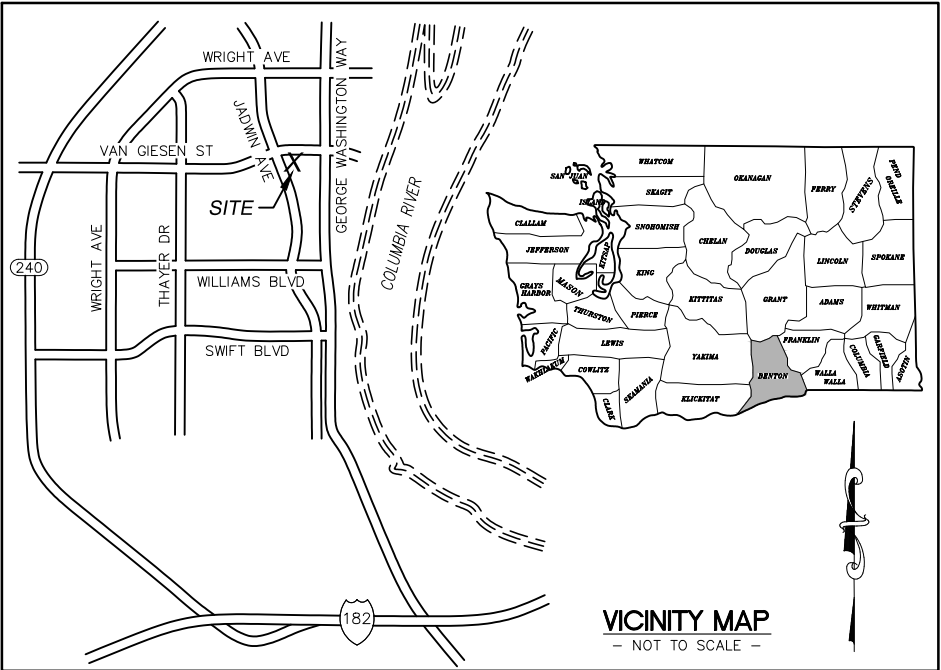 WRIGHT AVE
JADWIN AVE
GEORGE WASHINGTON WAY
VAN GIESEN ST
SITE
COLUMBIA RIVER
240
WRIGHT AVE
THAYER DR
WILLIAMS BLVD
SWIFT BLVD
182
WHATCOM
SAN JUAN
SKAGIT
ISLAND
OKANAGAN
FERRY
STEVENS
PEND
OREILLE
CLALLAM
SNOHOMISH
JEFFERSON
KITSAP
CHELAN
DOUGLAS
LINCOLN
SPOKANE
GRAYS
HARBOR
MASON
KING
KITTITAS
GRANT
ADAMS
WHITMAN
THURSTON
PIERCE
PACIFIC
LEWIS
YAKIMA
FRANKLIN
WAHKIAKUM
COWLITZ
BENTON
WALLA
WALLA
COLUMBIA
GARFIELD
ASOTIN
CLARK
SKAMANIA
KLICKITAT
VICINITY MAP
- NOT TO SCALE -